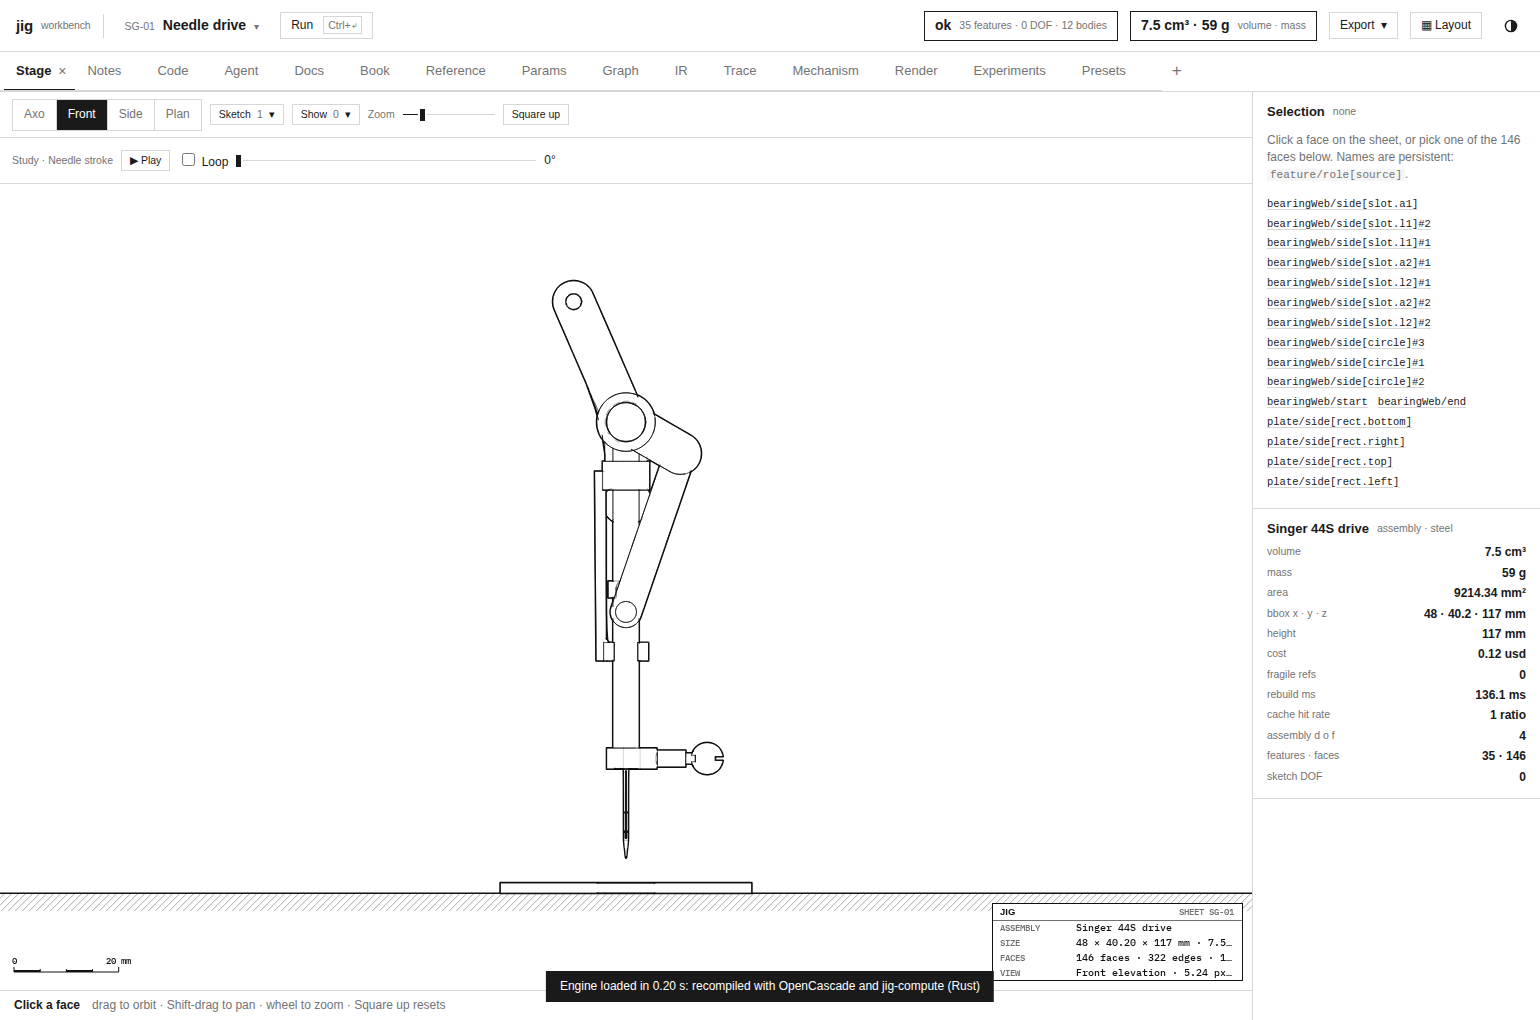 jig workbench SG-01 Needle drive ▾ Run Ctrl+↵ ok 35 features · 0 DOF · 12 bodies 7.5 cm³ · 59 g volume · mass Export ▾ ▦ Layout
Stage × Notes Code Agent Docs Book Reference Params Graph IR Trace Mechanism Render Experiments Presets +
Axo Front Side Plan Sketch 1 ▾ Show 0 ▾ Zoom Square up
Study · Needle stroke ▶ Play Loop 0°
0 20 mm
JIG SHEET SG-01
ASSEMBLY Singer 44S drive
SIZE 48 × 40.20 × 117 mm · 7.5…
FACES 146 faces · 322 edges · 1…
VIEW Front elevation · 5.24 px…
Engine loaded in 0.20 s: recompiled with OpenCascade and jig-compute (Rust)
Click a face drag to orbit · Shift-drag to pan · wheel to zoom · Square up resets
Selection none
Click a face on the sheet, or pick one of the 146
faces below. Names are persistent:
feature/role[source].
bearingWeb/side[slot.a1]
bearingWeb/side[slot.l1]#2
bearingWeb/side[slot.l1]#1
bearingWeb/side[slot.a2]#1
bearingWeb/side[slot.l2]#1
bearingWeb/side[slot.a2]#2
bearingWeb/side[slot.l2]#2
bearingWeb/side[circle]#3
bearingWeb/side[circle]#1
bearingWeb/side[circle]#2
bearingWeb/start bearingWeb/end
plate/side[rect.bottom]
plate/side[rect.right]
plate/side[rect.top]
plate/side[rect.left]
Singer 44S drive assembly · steel
volume 7.5 cm³
mass 59 g
area 9214.34 mm²
bbox x · y · z 48 · 40.2 · 117 mm
height 117 mm
cost 0.12 usd
fragile refs 0
rebuild ms 136.1 ms
cache hit rate 1 ratio
assembly d o f 4
features · faces 35 · 146
sketch DOF 0